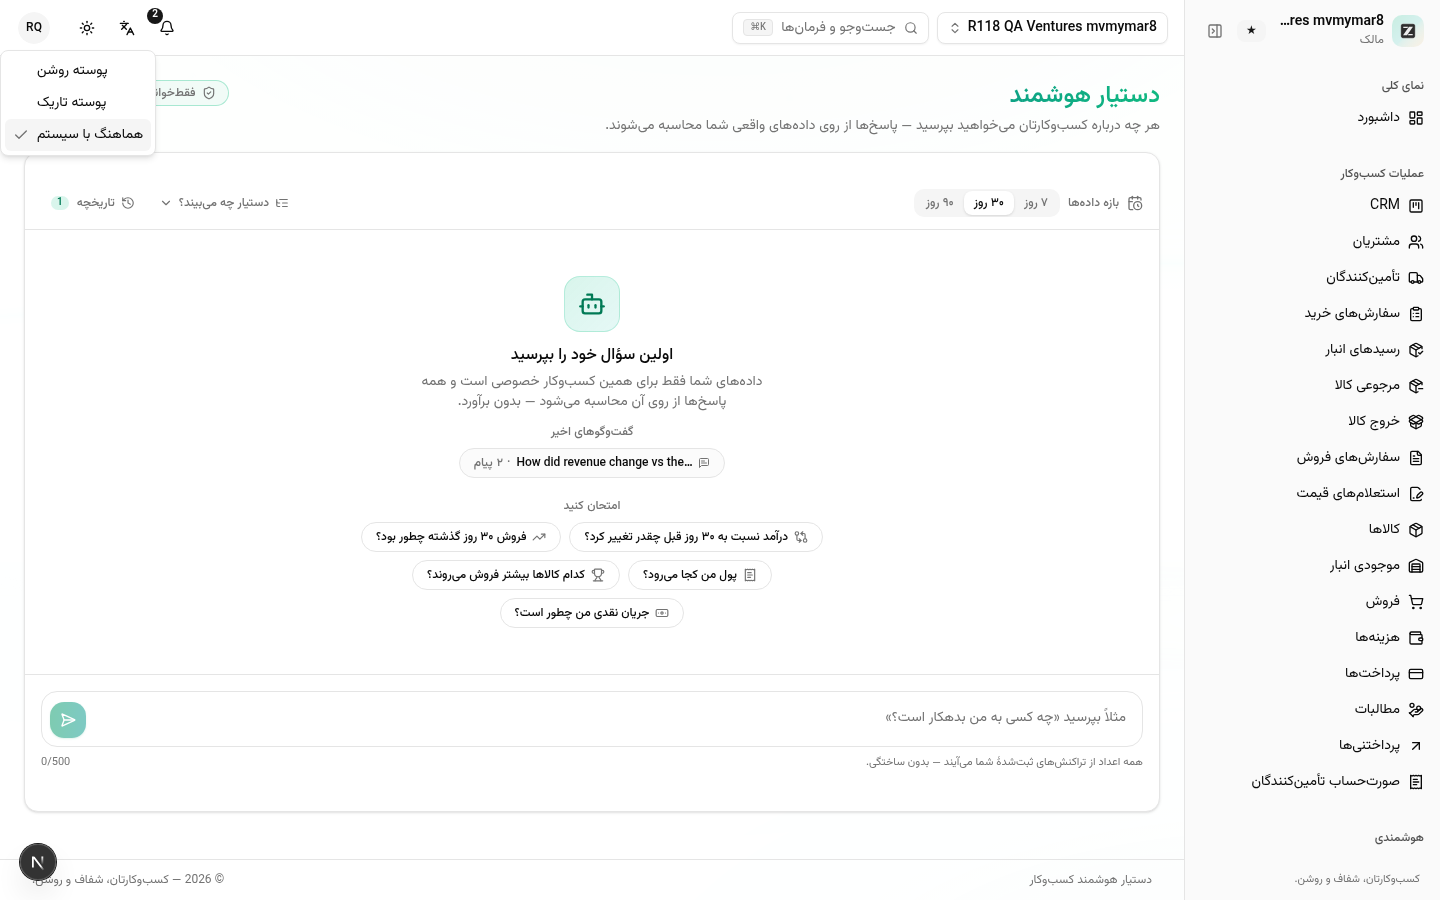 …res mvmymar8
مالک
★
نمای کلی
داشبورد
عملیات کسب‌وکار
CRM
مشتریان
تأمین‌کنندگان
سفارش‌های خرید
رسیدهای انبار
مرجوعی کالا
خروج کالا
سفارش‌های فروش
استعلام‌های قیمت
کالاها
موجودی انبار
فروش
هزینه‌ها
پرداخت‌ها
مطالبات
پرداختنی‌ها
صورت‌حساب تأمین‌کنندگان
هوشمندی
کسب‌وکارتان، شفاف و روشن.
R118 QA Ventures mvmymar8
جست‌وجو و فرمان‌ها
⌘K
2
RQ
پوسته روشن
پوسته تاریک
هماهنگ با سیستم
دستیار هوشمند
هر چه درباره کسب‌وکارتان می‌خواهید بپرسید — پاسخ‌ها از روی داده‌های واقعی شما محاسبه می‌شوند.
بازه داده‌ها
۷ روز
۳۰ روز
۹۰ روز
دستیار چه می‌بیند؟
تاریخچه
1
اولین سؤال خود را بپرسید
داده‌های شما فقط برای همین کسب‌وکار خصوصی است و همه
پاسخ‌ها از روی آن محاسبه می‌شود — بدون برآورد.
گفت‌وگوهای اخیر
How did revenue change vs the… · ۲ پیام
امتحان کنید
درآمد نسبت به ۳۰ روز قبل چقدر تغییر کرد؟
فروش ۳۰ روز گذشته چطور بود؟
پول من کجا می‌رود؟
کدام کالاها بیشتر فروش می‌روند؟
جریان نقدی من چطور است؟
مثلاً بپرسید «چه کسی به من بدهکار است؟»
همه اعداد از تراکنش‌های ثبت‌شدهٔ شما می‌آیند — بدون ساختگی.
0/500
دستیار هوشمند کسب‌وکار
© 2026 — کسب‌وکارتان، شفاف و روشن.
N